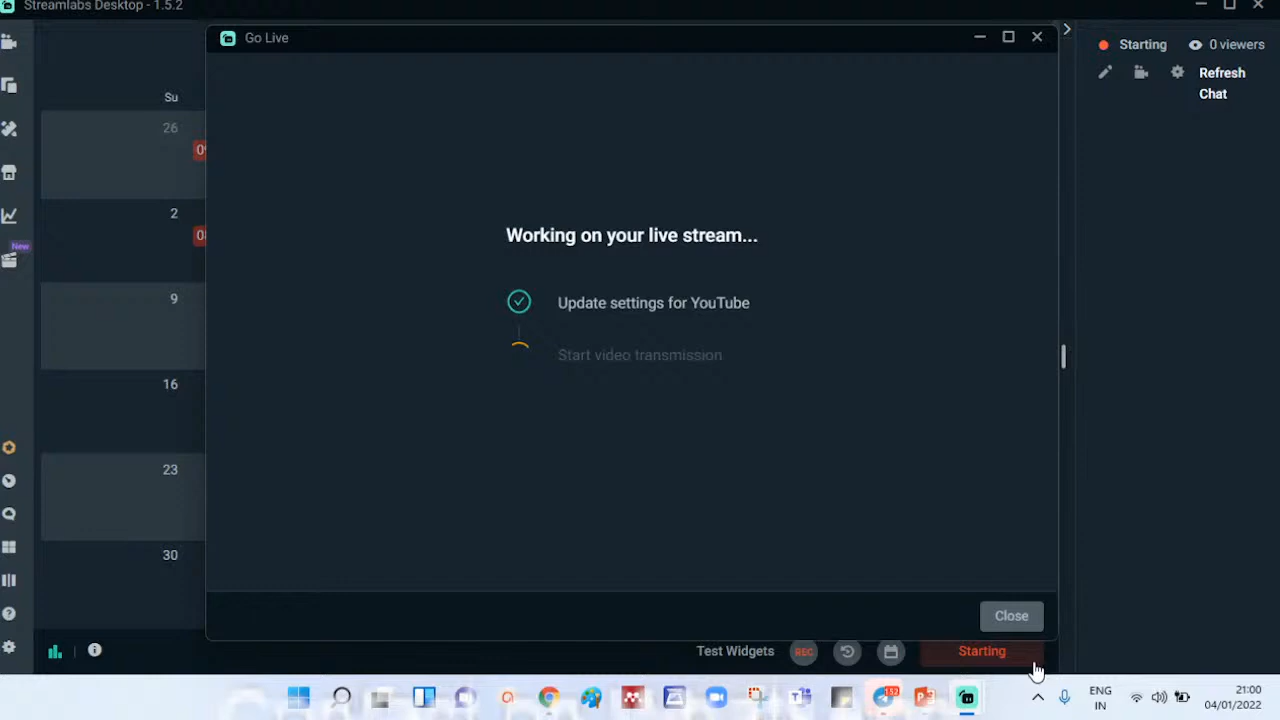 Streamlabs Desktop - 1.5.2
Go Live
Starting
0 viewers
Refresh
Chat
Su
26
2
9
16
23
30
New
Working on your live stream...
Update settings for YouTube
Start video transmission
Close
Test Widgets
REC
Starting
132
ENG
IN
21:00
04/01/2022